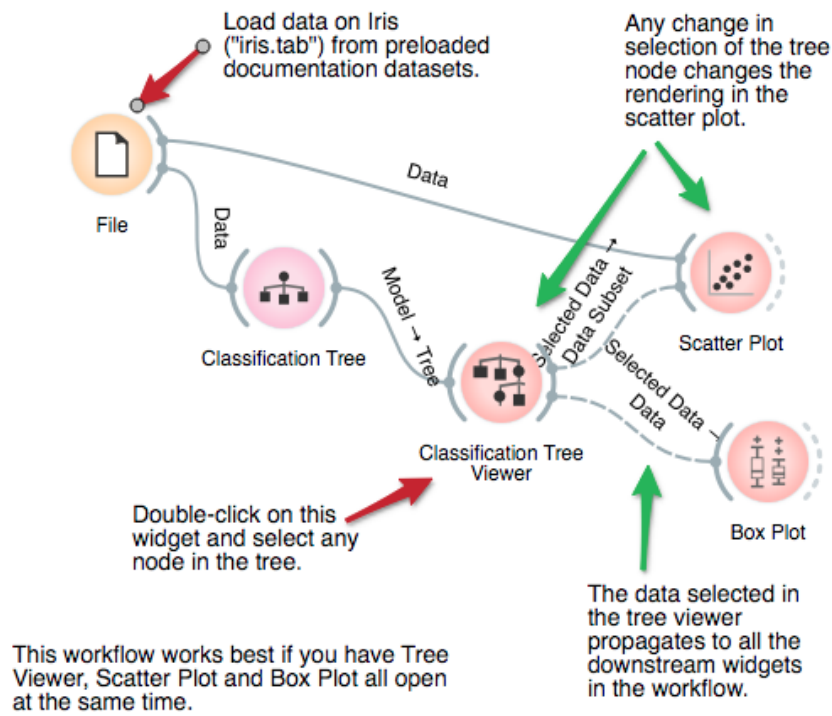 Load data on Iris
("iris.tab") from preloaded
documentation datasets.
Any change in
selection of the tree
node changes the
rendering in the
scatter plot.
File
Data
Data
Classification Tree
Model → Tree
Selected Data →
Data Subset
Scatter Plot
Selected Data →
Data
Classification Tree
Viewer
Box Plot
Double-click on this
widget and select any
node in the tree.
The data selected in
the tree viewer
propagates to all the
downstream widgets
in the workflow.
This workflow works best if you have Tree
Viewer, Scatter Plot and Box Plot all open
at the same time.